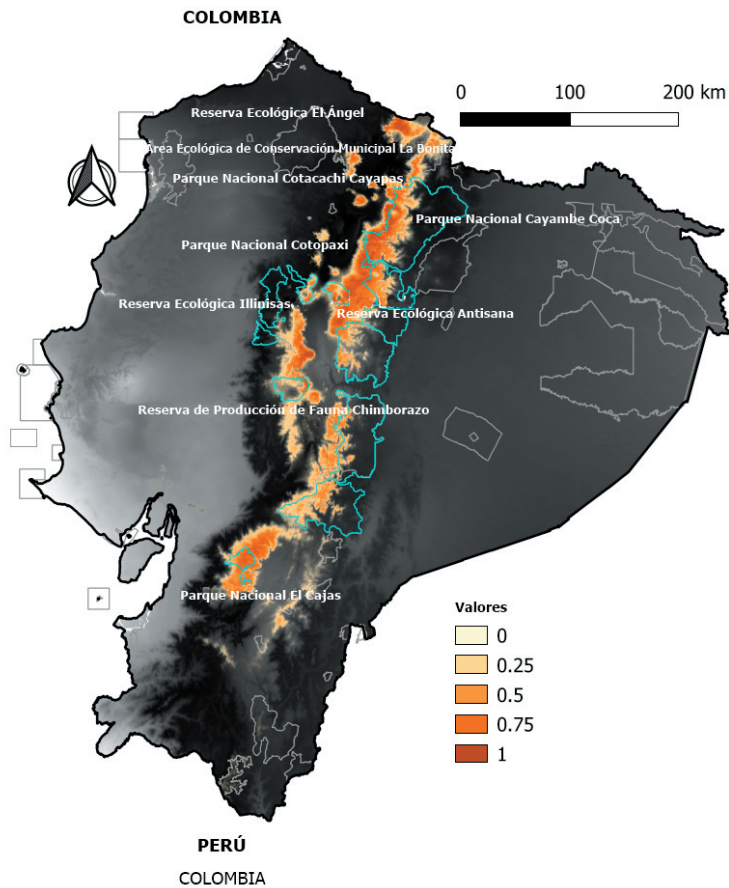 COLOMBIA
0 100 200 km
Reserva Ecológica El Ángel
Área Ecológica de Conservación Municipal La Bonita
Parque Nacional Cotacachi Cayapas
Parque Nacional Cayambe Coca
Parque Nacional Cotopaxi
Reserva Ecológica Illinisas
Reserva Ecológica Antisana
Reserva de Producción de Fauna Chimborazo
Parque Nacional El Cajas
Valores
0
0.25
0.5
0.75
1
PERÚ
COLOMBIA